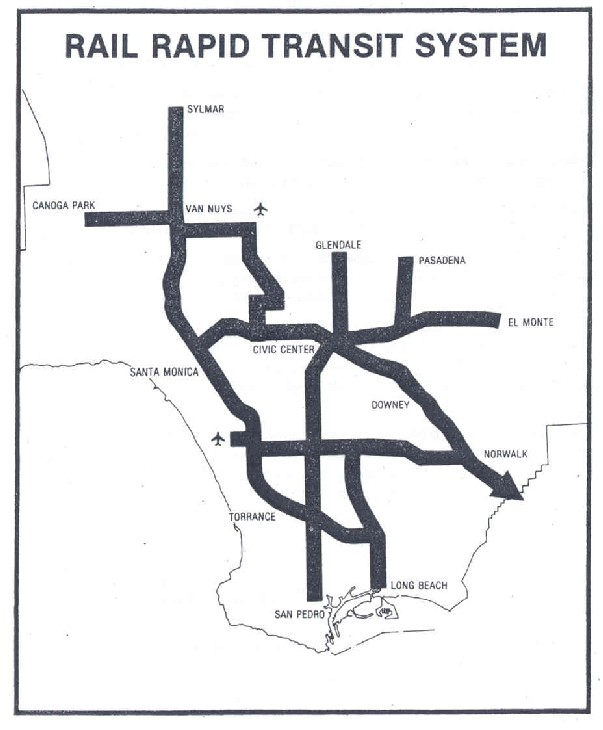 RAIL RAPID TRANSIT SYSTEM
SYLMAR
CANOGA PARK
VAN NUYS
GLENDALE
PASADENA
EL MONTE
CIVIC CENTER
SANTA MONICA
DOWNEY
NORWALK
TORRANCE
LONG BEACH
SAN PEDRO